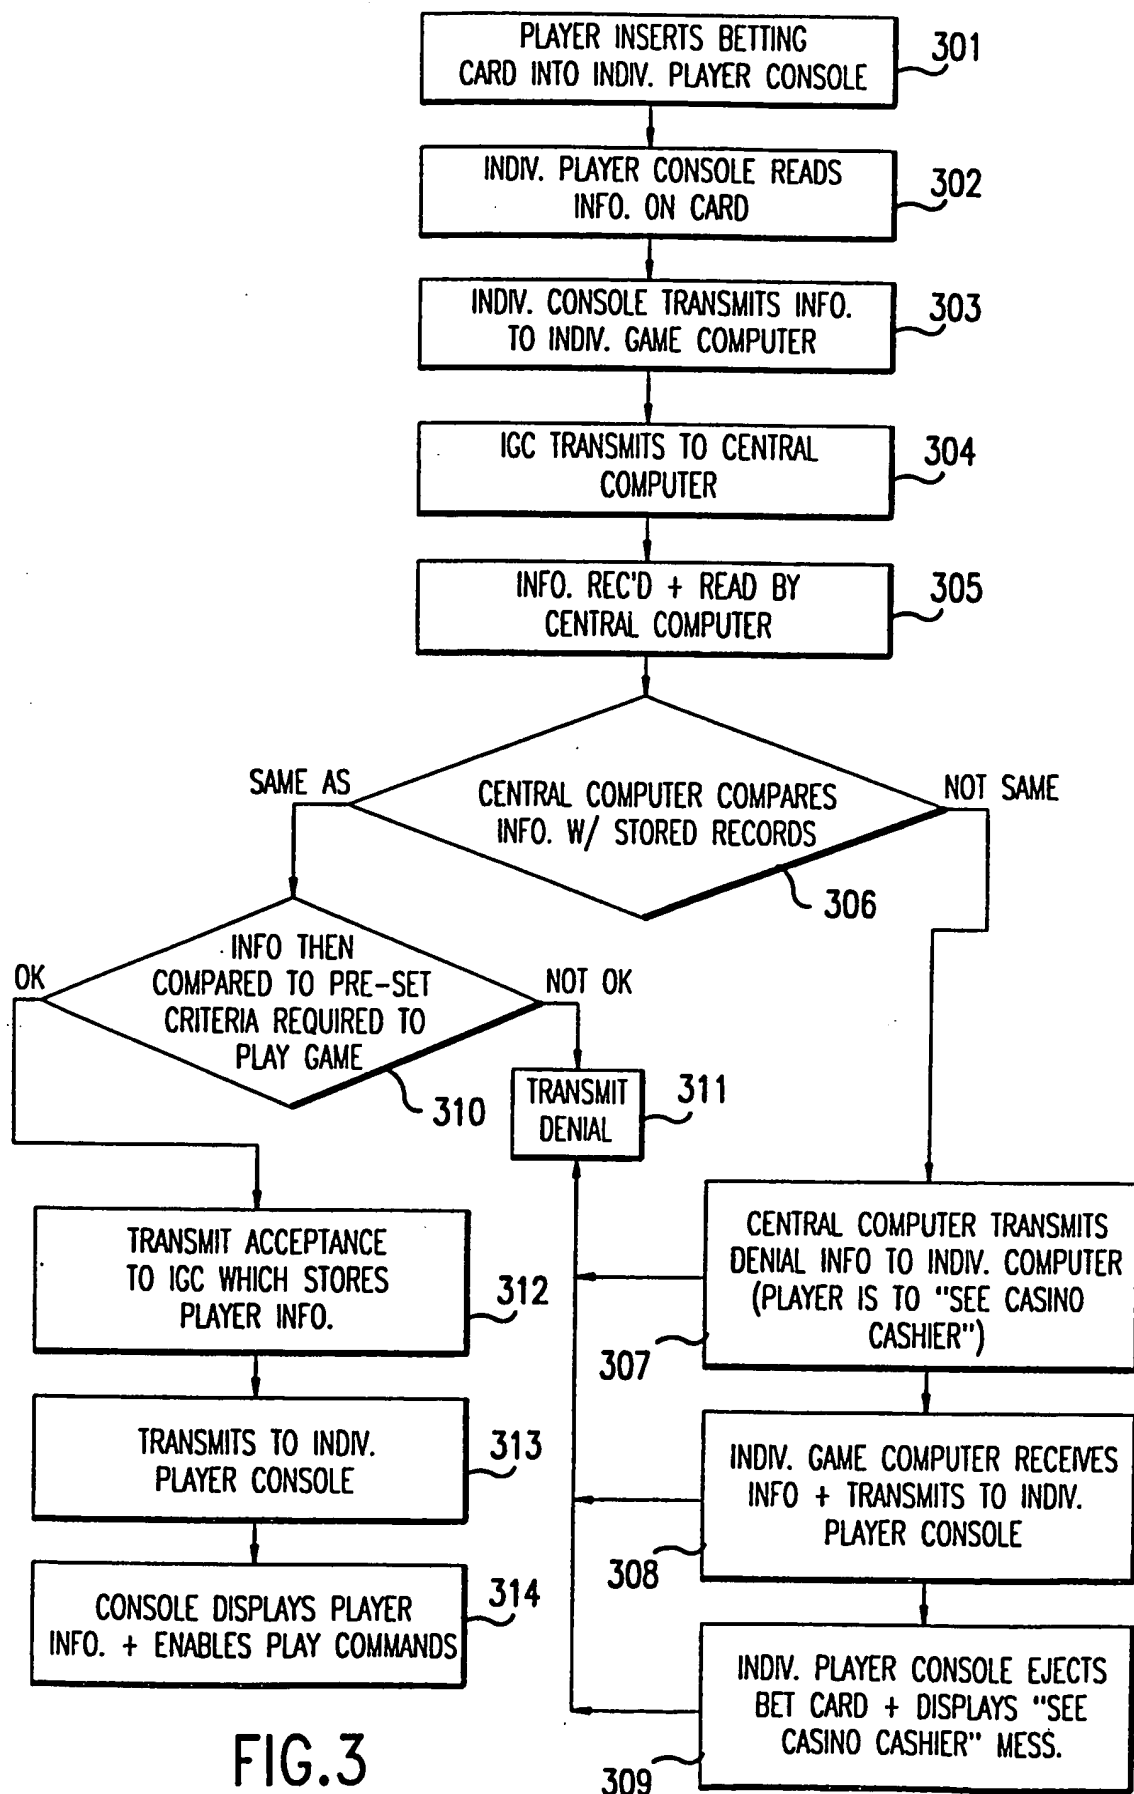 PLAYER INSERTS BETTING
CARD INTO INDIV. PLAYER CONSOLE
301
INDIV. PLAYER CONSOLE READS
INFO. ON CARD
302
INDIV. CONSOLE TRANSMITS INFO.
TO INDIV. GAME COMPUTER
303
IGC TRANSMITS TO CENTRAL
COMPUTER
304
INFO. REC'D + READ BY
CENTRAL COMPUTER
305
SAME AS
CENTRAL COMPUTER COMPARES
INFO. W/ STORED RECORDS
NOT SAME
306
OK
INFO THEN
COMPARED TO PRE-SET
CRITERIA REQUIRED TO
PLAY GAME
NOT OK
310
TRANSMIT
DENIAL
311
TRANSMIT ACCEPTANCE
TO IGC WHICH STORES
PLAYER INFO.
312
CENTRAL COMPUTER TRANSMITS
DENIAL INFO TO INDIV. COMPUTER
(PLAYER IS TO "SEE CASINO
CASHIER")
307
TRANSMITS TO INDIV.
PLAYER CONSOLE
313
INDIV. GAME COMPUTER RECEIVES
INFO + TRANSMITS TO INDIV.
PLAYER CONSOLE
308
CONSOLE DISPLAYS PLAYER
INFO. + ENABLES PLAY COMMANDS
314
INDIV. PLAYER CONSOLE EJECTS
BET CARD + DISPLAYS "SEE
CASINO CASHIER" MESS.
309
FIG.3